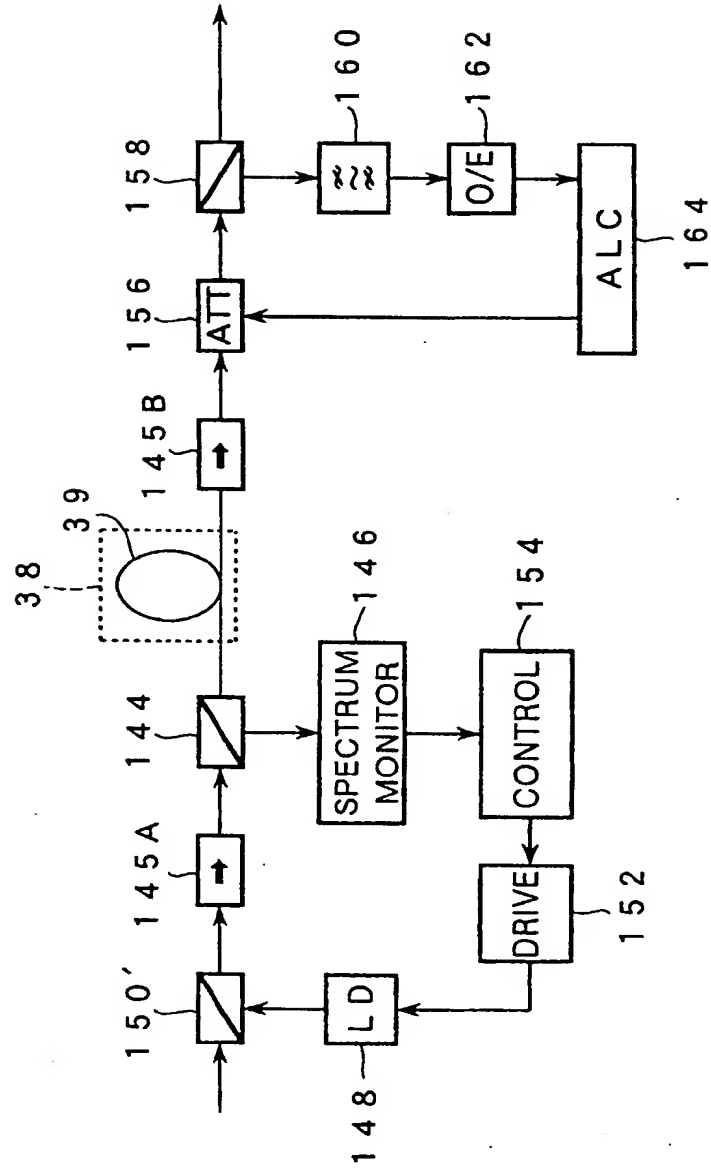 38
39
150′
145A
144
145B
156
158
ATT
160
O/E
162
ALC
164
SPECTRUM
MONITOR
146
CONTROL
154
DRIVE
152
LD
148